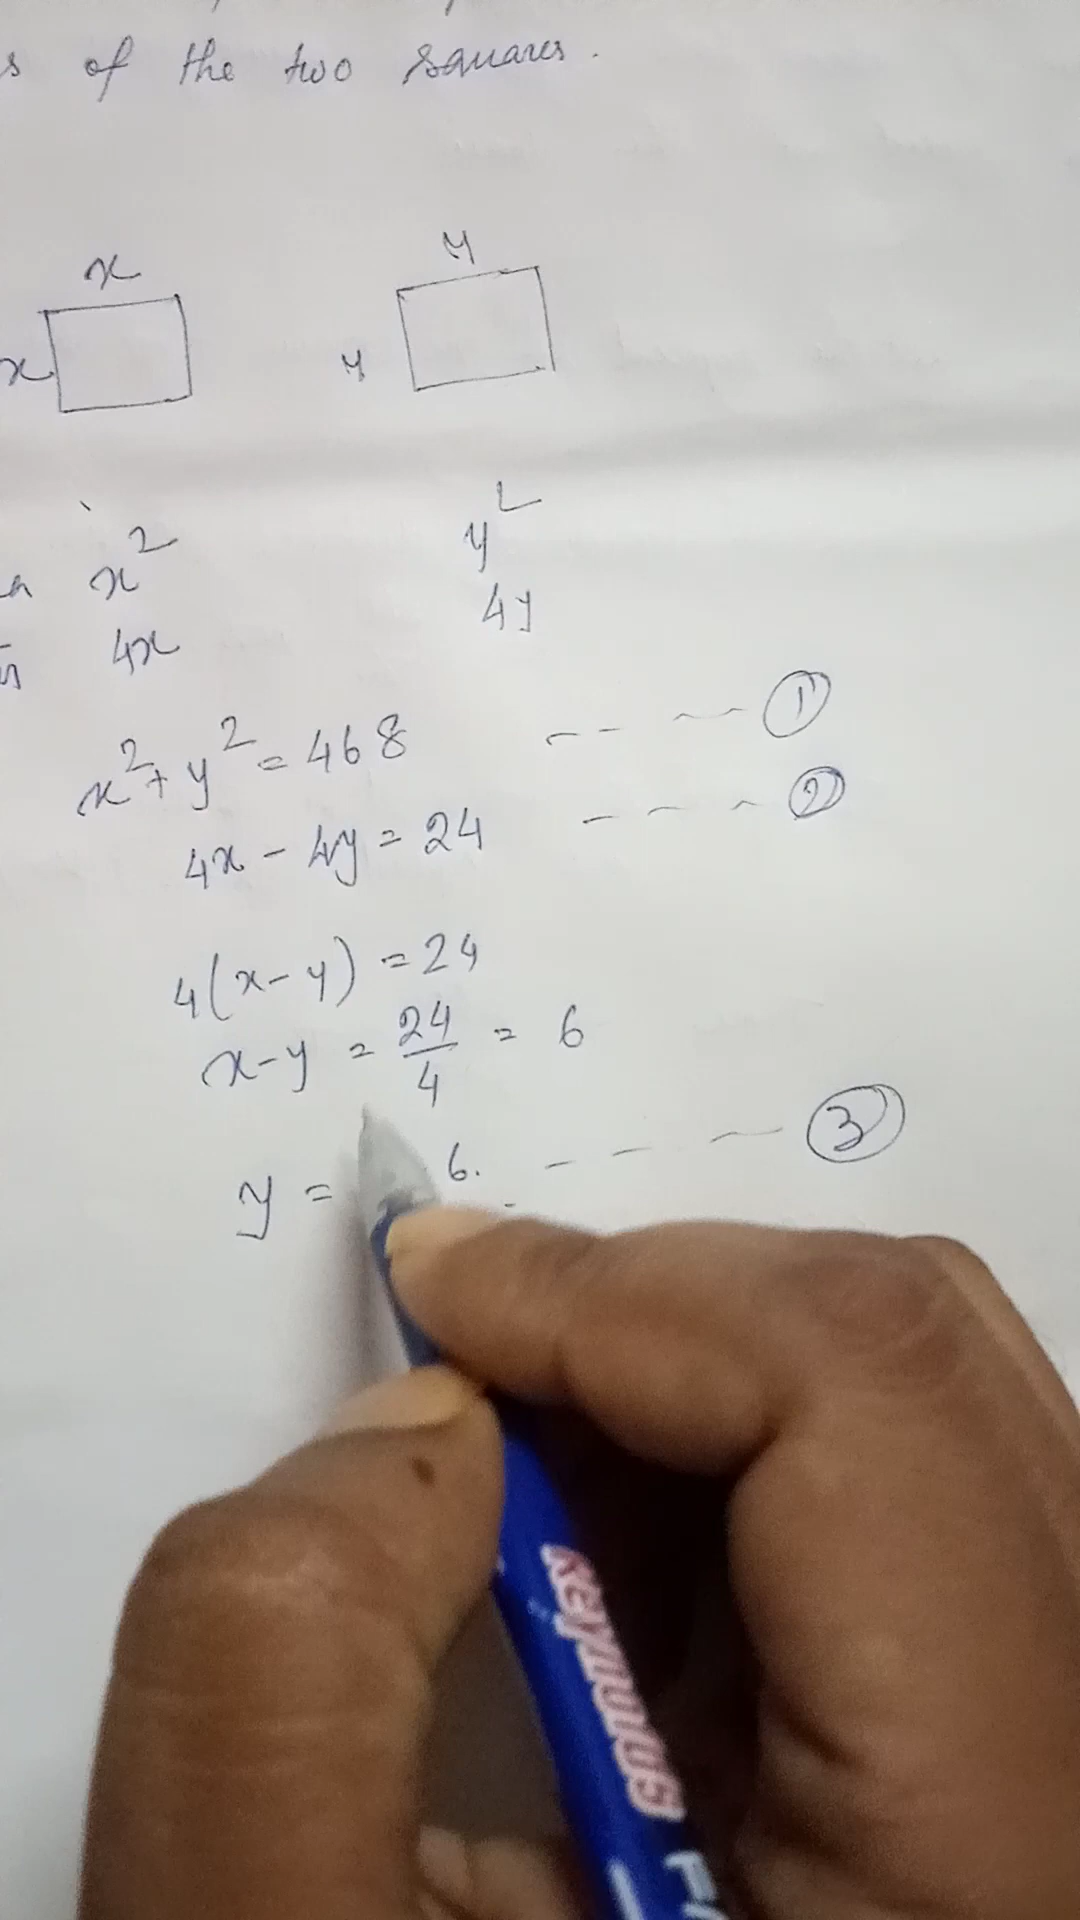 of the two squares.
x y
x y
x² y²
4x 4y
x² + y² = 468 --- ①
4x - 4y = 24 --- ②
4(x - y) = 24
x - y = 24/4 = 6
y = 6. --- ③
Reynolds